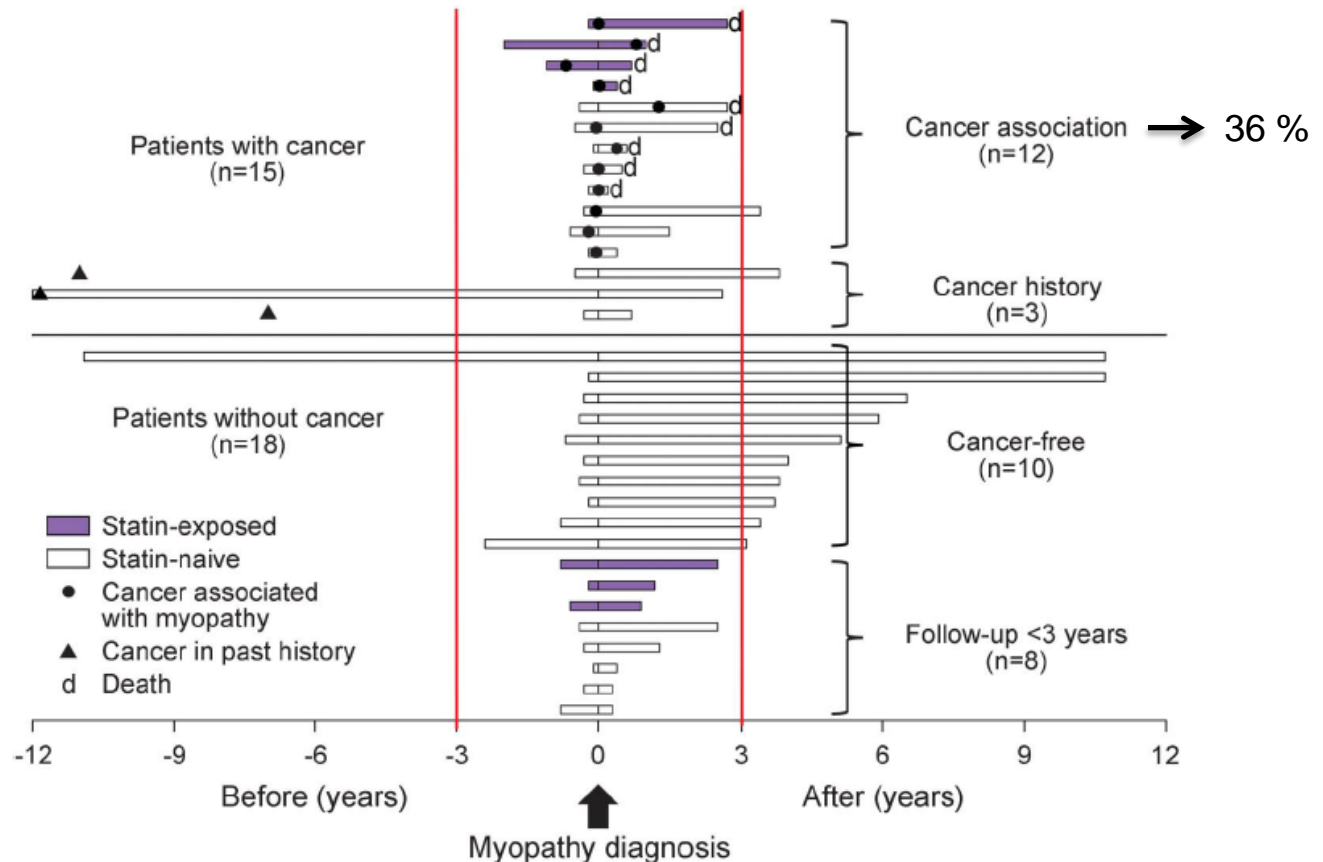 d
d
d
d
d
d
d
d
d
Patients with cancer
(n=15)
Cancer association
(n=12)
36 %
Cancer history
(n=3)
Patients without cancer
(n=18)
Cancer-free
(n=10)
Statin-exposed
Statin-naive
Cancer associated
with myopathy
Cancer in past history
d Death
Follow-up <3 years
(n=8)
-12 -9 -6 -3 0 3 6 9 12
Before (years) After (years)
Myopathy diagnosis